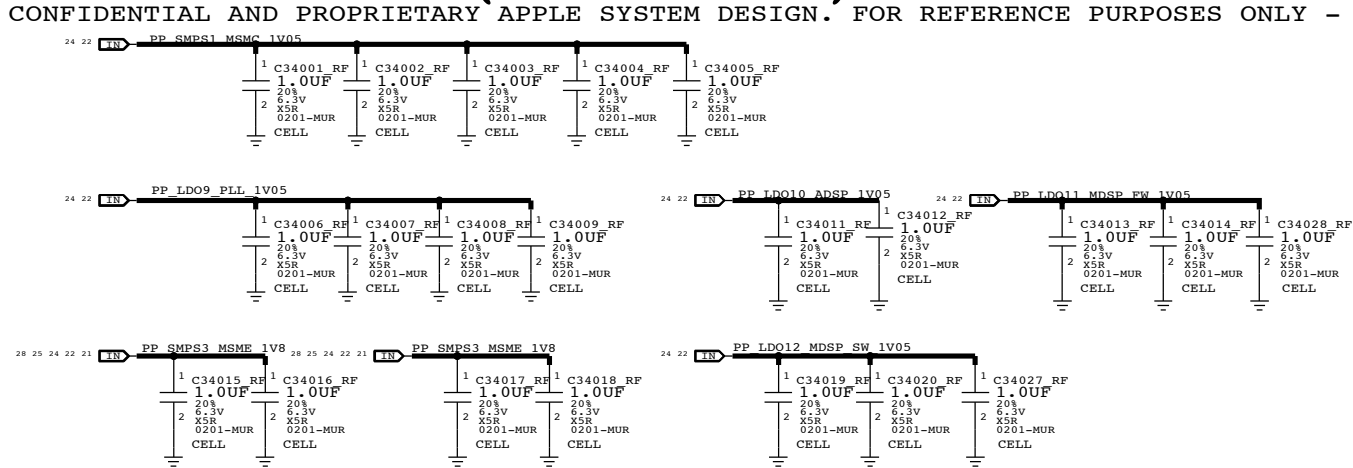 CONFIDENTIAL AND PROPRIETARY APPLE SYSTEM DESIGN. FOR REFERENCE PURPOSES ONLY -
24 22 IN PP_SMPS1_MSMC_1V05
1 C34001_RF 1 C34002_RF 1 C34003_RF 1 C34004_RF 1 C34005_RF
1.0UF 1.0UF 1.0UF 1.0UF 1.0UF
20% 20% 20% 20% 20%
2 6.3V 2 6.3V 2 6.3V 2 6.3V 2 6.3V
X5R X5R X5R X5R X5R
0201-MUR 0201-MUR 0201-MUR 0201-MUR 0201-MUR
CELL CELL CELL CELL CELL
24 22 IN PP_LDO9_PLL_1V05 24 22 IN PP_LDO10_ADSP_1V05 24 22 IN PP_LDO11_MDSP_FW_1V05
1 C34006_RF 1 C34007_RF 1 C34008_RF 1 C34009_RF 1 C34011_RF 1 C34012_RF 1 C34013_RF 1 C34014_RF 1 C34028_RF
1.0UF 1.0UF 1.0UF 1.0UF 1.0UF 1.0UF 1.0UF 1.0UF 1.0UF
20% 20% 20% 20% 20% 20% 20% 20% 20%
2 6.3V 2 6.3V 2 6.3V 2 6.3V 2 6.3V 2 6.3V 2 6.3V 2 6.3V 2 6.3V
X5R X5R X5R X5R X5R X5R X5R X5R X5R
0201-MUR 0201-MUR 0201-MUR 0201-MUR 0201-MUR 0201-MUR 0201-MUR 0201-MUR 0201-MUR
CELL CELL CELL CELL CELL CELL CELL CELL CELL
28 25 24 22 21 IN PP_SMPS3_MSME_1V8 28 25 24 22 21 IN PP_SMPS3_MSME_1V8 24 22 IN PP_LDO12_MDSP_SW_1V05
1 C34015_RF 1 C34016_RF 1 C34017_RF 1 C34018_RF 1 C34019_RF 1 C34020_RF 1 C34027_RF
1.0UF 1.0UF 1.0UF 1.0UF 1.0UF 1.0UF 1.0UF
20% 20% 20% 20% 20% 20% 20%
2 6.3V 2 6.3V 2 6.3V 2 6.3V 2 6.3V 2 6.3V 2 6.3V
X5R X5R X5R X5R X5R X5R X5R
0201-MUR 0201-MUR 0201-MUR 0201-MUR 0201-MUR 0201-MUR 0201-MUR
CELL CELL CELL CELL CELL CELL CELL